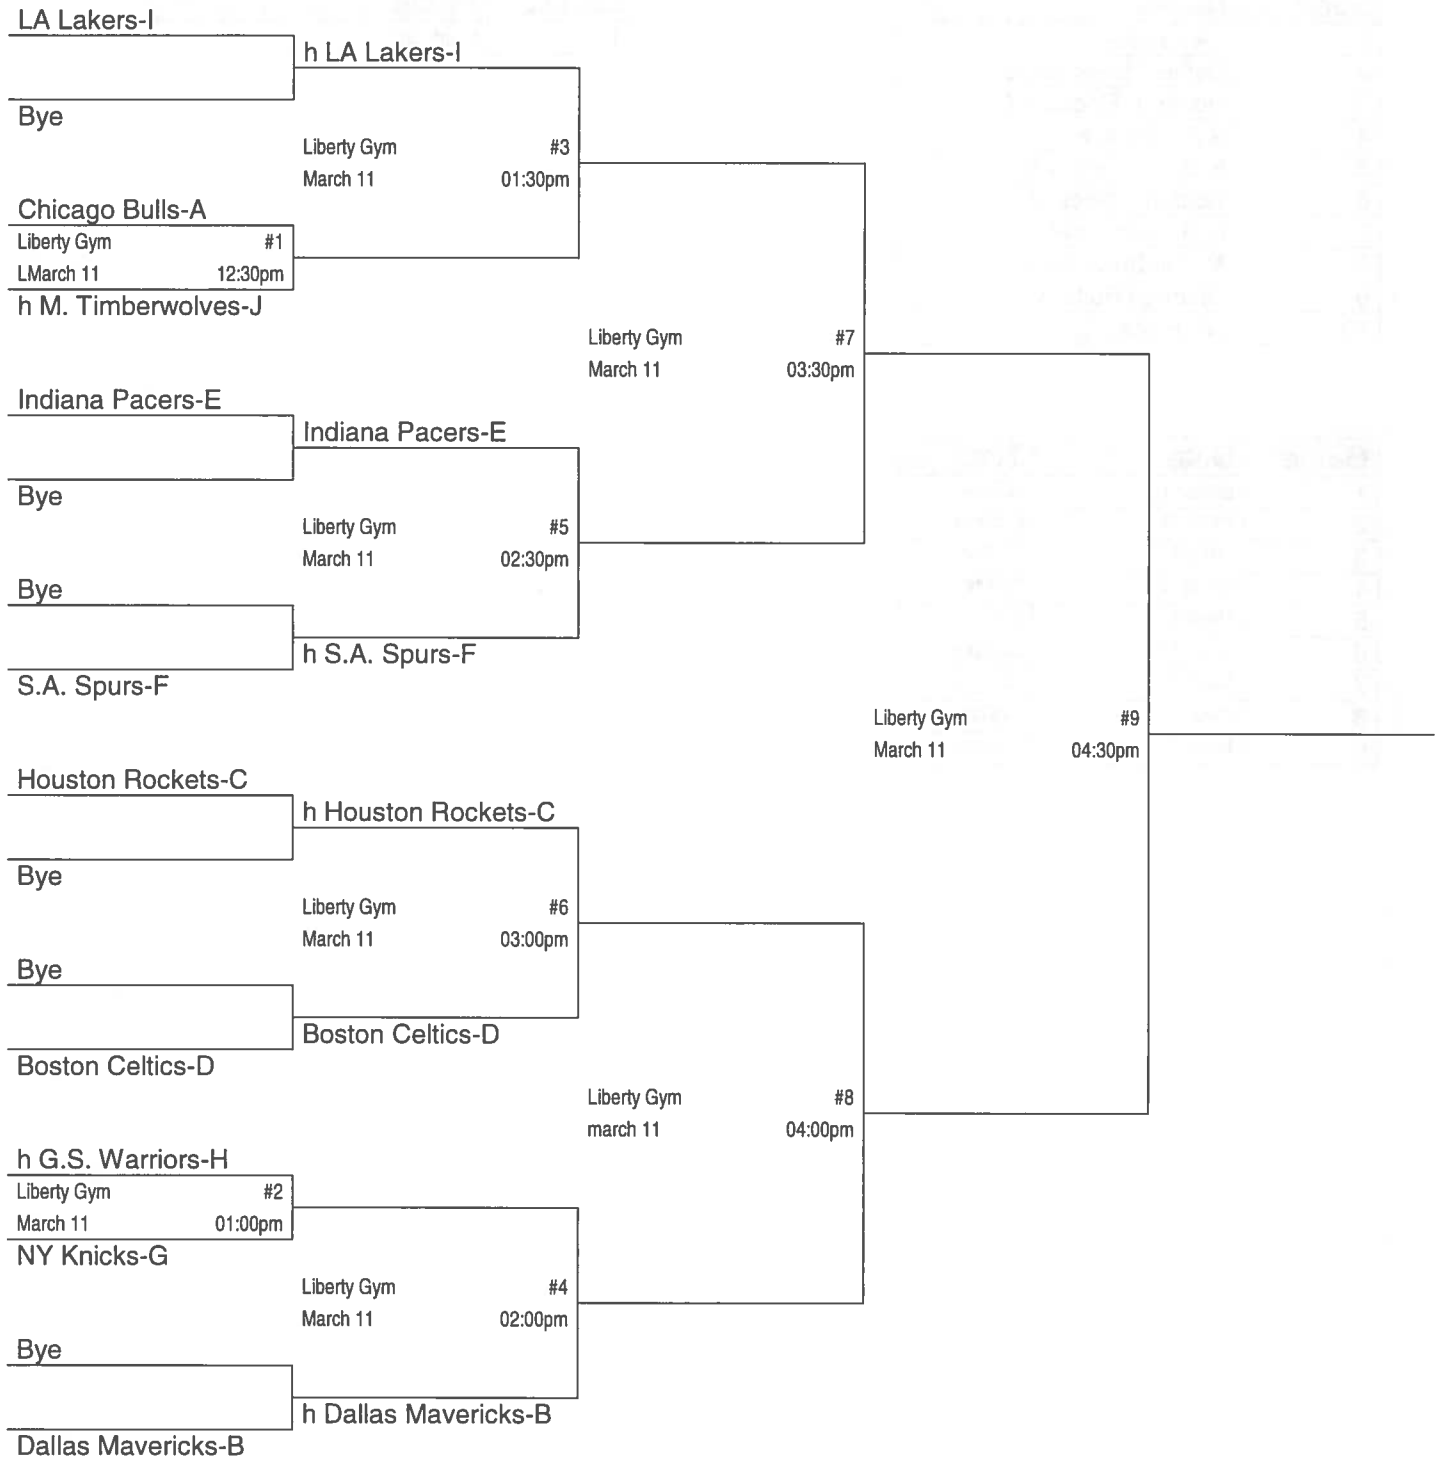 LA Lakers-I
h LA Lakers-I
Bye
Liberty Gym #3
March 11 01:30pm
Chicago Bulls-A
Liberty Gym #1
LMarch 11 12:30pm
h M. Timberwolves-J
Liberty Gym #7
March 11 03:30pm
Indiana Pacers-E
Indiana Pacers-E
Bye
Liberty Gym #5
March 11 02:30pm
Bye
h S.A. Spurs-F
S.A. Spurs-F
Liberty Gym #9
March 11 04:30pm
Houston Rockets-C
h Houston Rockets-C
Bye
Liberty Gym #6
March 11 03:00pm
Bye
Boston Celtics-D
Boston Celtics-D
Liberty Gym #8
march 11 04:00pm
h G.S. Warriors-H
Liberty Gym #2
March 11 01:00pm
NY Knicks-G
Liberty Gym #4
March 11 02:00pm
Bye
h Dallas Mavericks-B
Dallas Mavericks-B